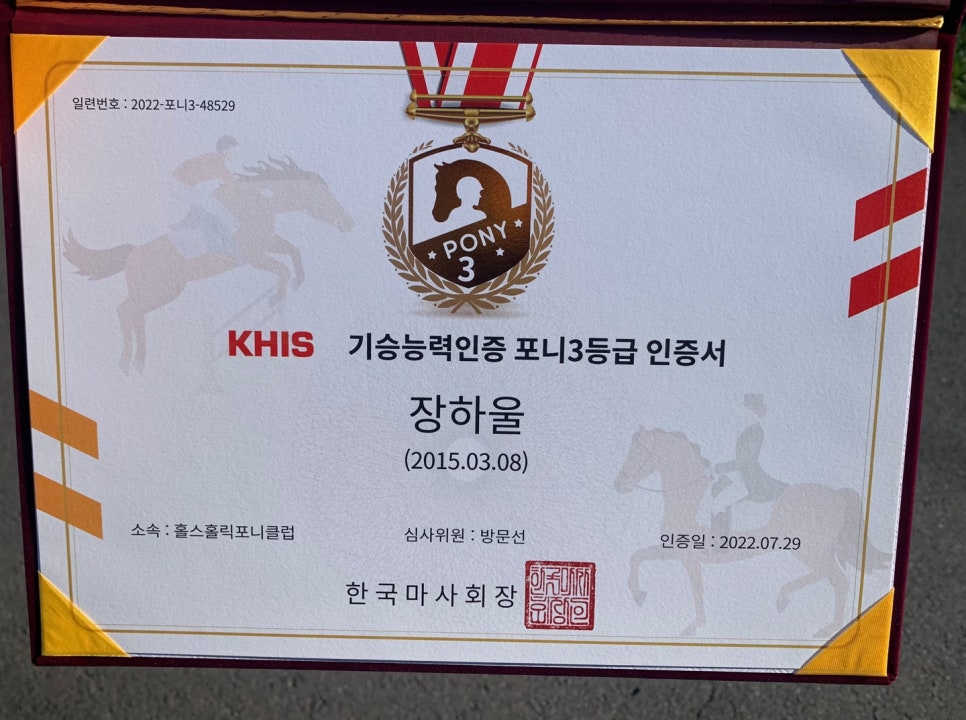 일련번호 : 2022-포니3-48529
PONY
3
KHIS 기승능력인증 포니3등급 인증서
장하울
(2015.03.08)
소속 : 홀스홀릭포니클럽 심사위원 : 방문선 인증일 : 2022.07.29
한국마사회장